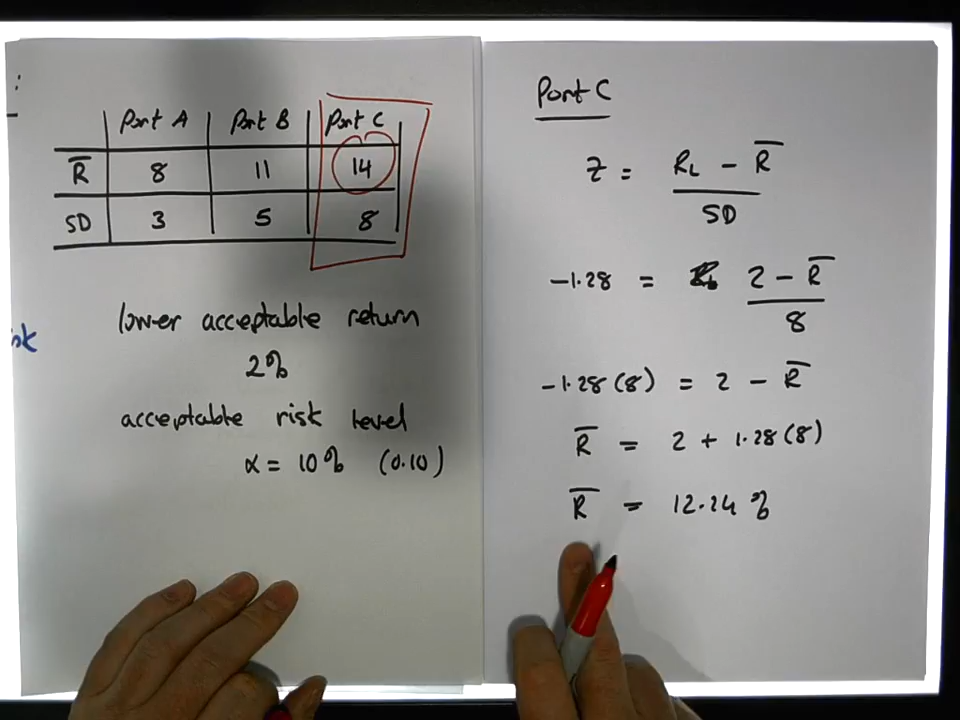 :
Port A Port B Port C
R̅ 8 11 14
SD 3 5 8
lower acceptable return
2%
acceptable risk level
α = 10% (0.10)
Port C
Z = RL - R̅
SD
-1.28 = 2 - R̅
8
-1.28(8) = 2 - R̅
R̅ = 2 + 1.28(8)
R̅ = 12.24 %